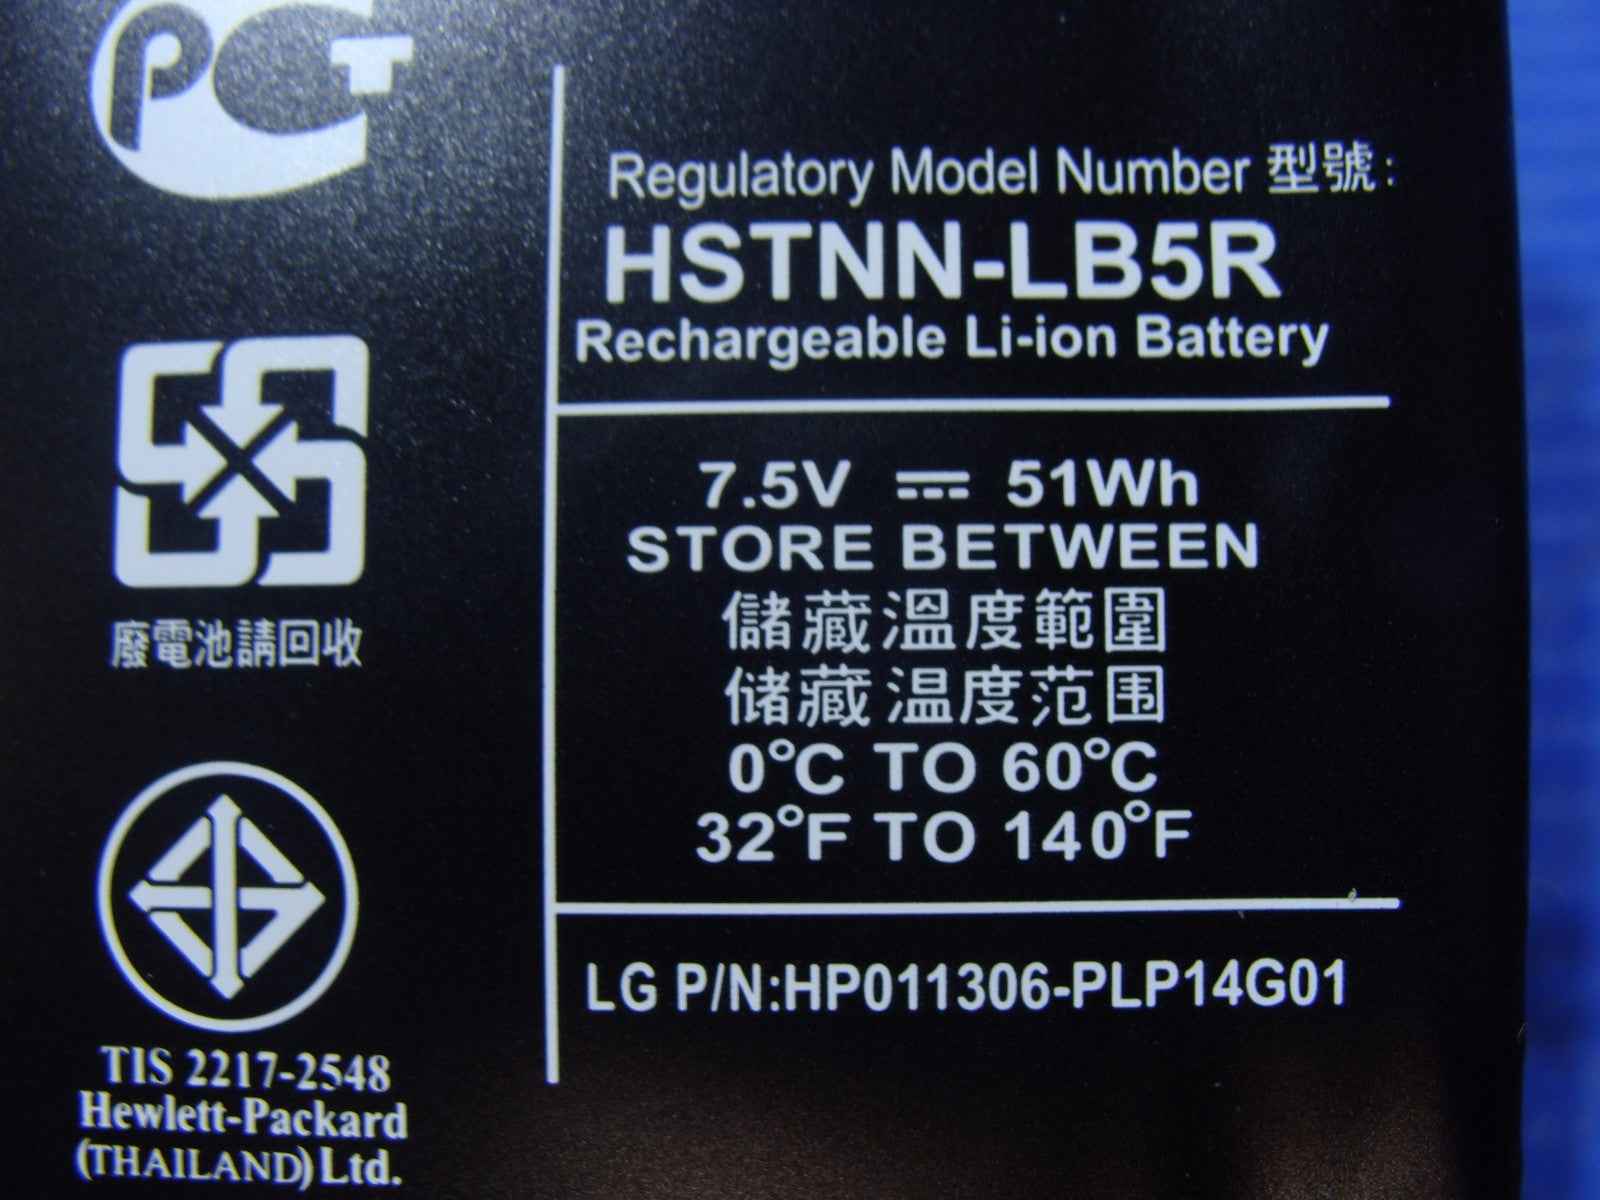 PCT
Regulatory Model Number 型號:
HSTNN-LB5R
Rechargeable Li-ion Battery
7.5V ⎓ 51Wh
STORE BETWEEN
儲藏溫度範圍
储藏温度范围
0°C TO 60°C
32°F TO 140°F
LG P/N:HP011306-PLP14G01
廢電池請回收
TIS 2217-2548
Hewlett-Packard
(THAILAND) Ltd.